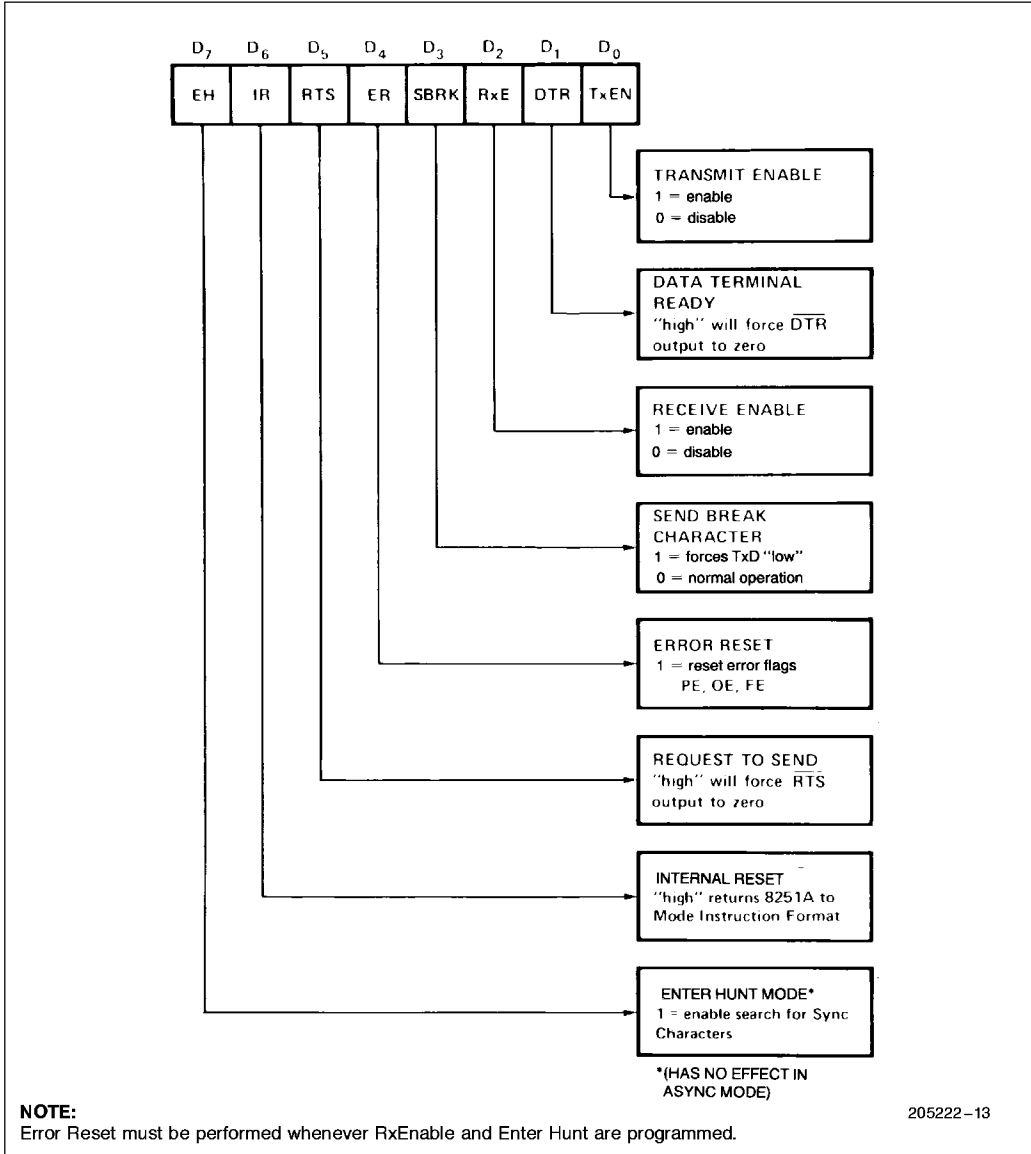 D7 D6 D5 D4 D3 D2 D1 D0
EH IR RTS ER SBRK RxE DTR TxEN
TRANSMIT ENABLE
1 = enable
0 = disable
DATA TERMINAL
READY
"high" will force D̅T̅R̅
output to zero
RECEIVE ENABLE
1 = enable
0 = disable
SEND BREAK
CHARACTER
1 = forces TxD "low"
0 = normal operation
ERROR RESET
1 = reset error flags
PE, OE, FE
REQUEST TO SEND
"high" will force R̅T̅S̅
output to zero
INTERNAL RESET
"high" returns 8251A to
Mode Instruction Format
ENTER HUNT MODE*
1 = enable search for Sync
Characters
*(HAS NO EFFECT IN
ASYNC MODE)
205222–13
NOTE:
Error Reset must be performed whenever RxEnable and Enter Hunt are programmed.